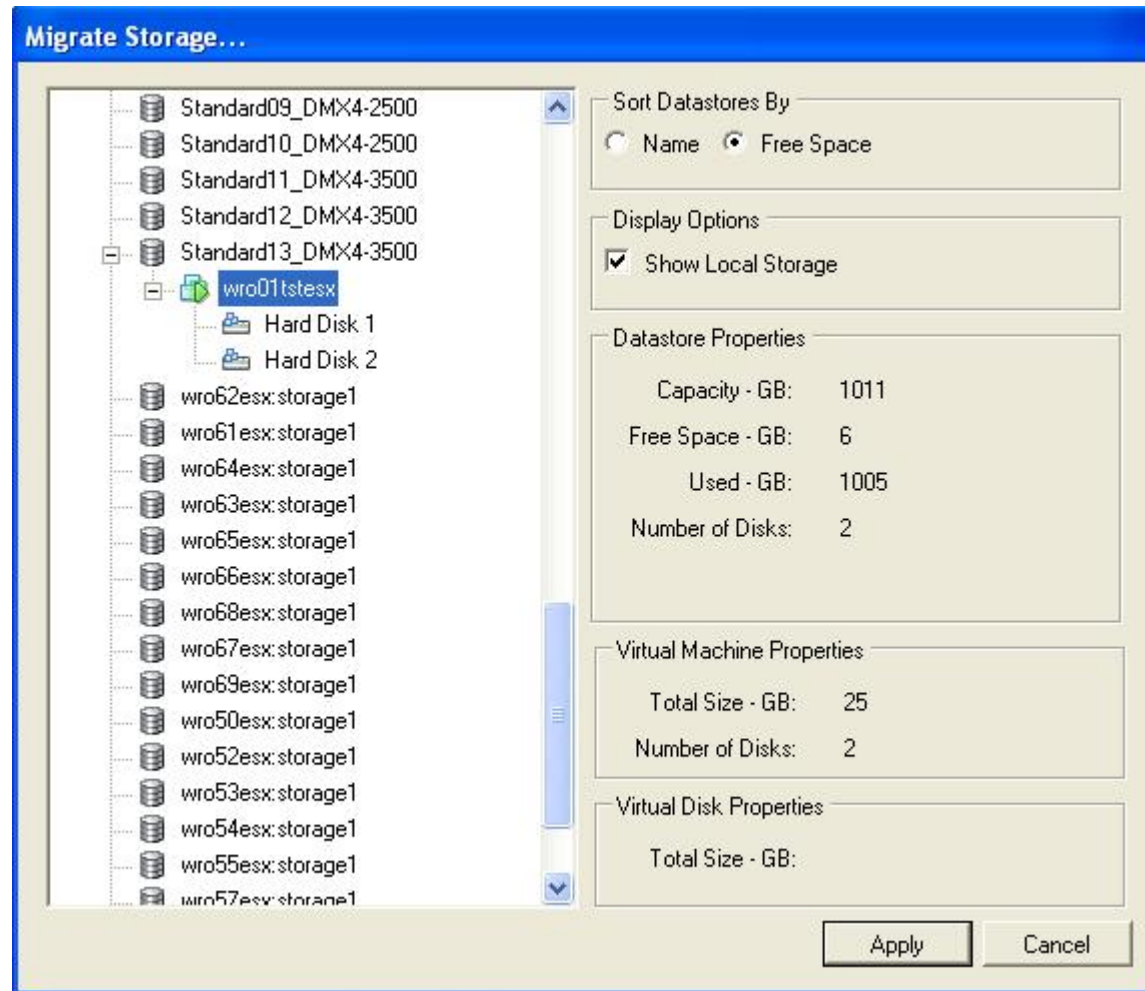 Migrate Storage...
Standard09_DMX4-2500
Standard10_DMX4-2500
Standard11_DMX4-3500
Standard12_DMX4-3500
Standard13_DMX4-3500
wro01tstesx
Hard Disk 1
Hard Disk 2
wro62esx:storage1
wro61esx:storage1
wro64esx:storage1
wro63esx:storage1
wro65esx:storage1
wro66esx:storage1
wro68esx:storage1
wro67esx:storage1
wro69esx:storage1
wro50esx:storage1
wro52esx:storage1
wro53esx:storage1
wro54esx:storage1
wro55esx:storage1
wro57esx:storage1
Sort Datastores By
Name Free Space
Display Options
Show Local Storage
Datastore Properties
Capacity - GB: 1011
Free Space - GB: 6
Used - GB: 1005
Number of Disks: 2
Virtual Machine Properties
Total Size - GB: 25
Number of Disks: 2
Virtual Disk Properties
Total Size - GB:
Apply Cancel